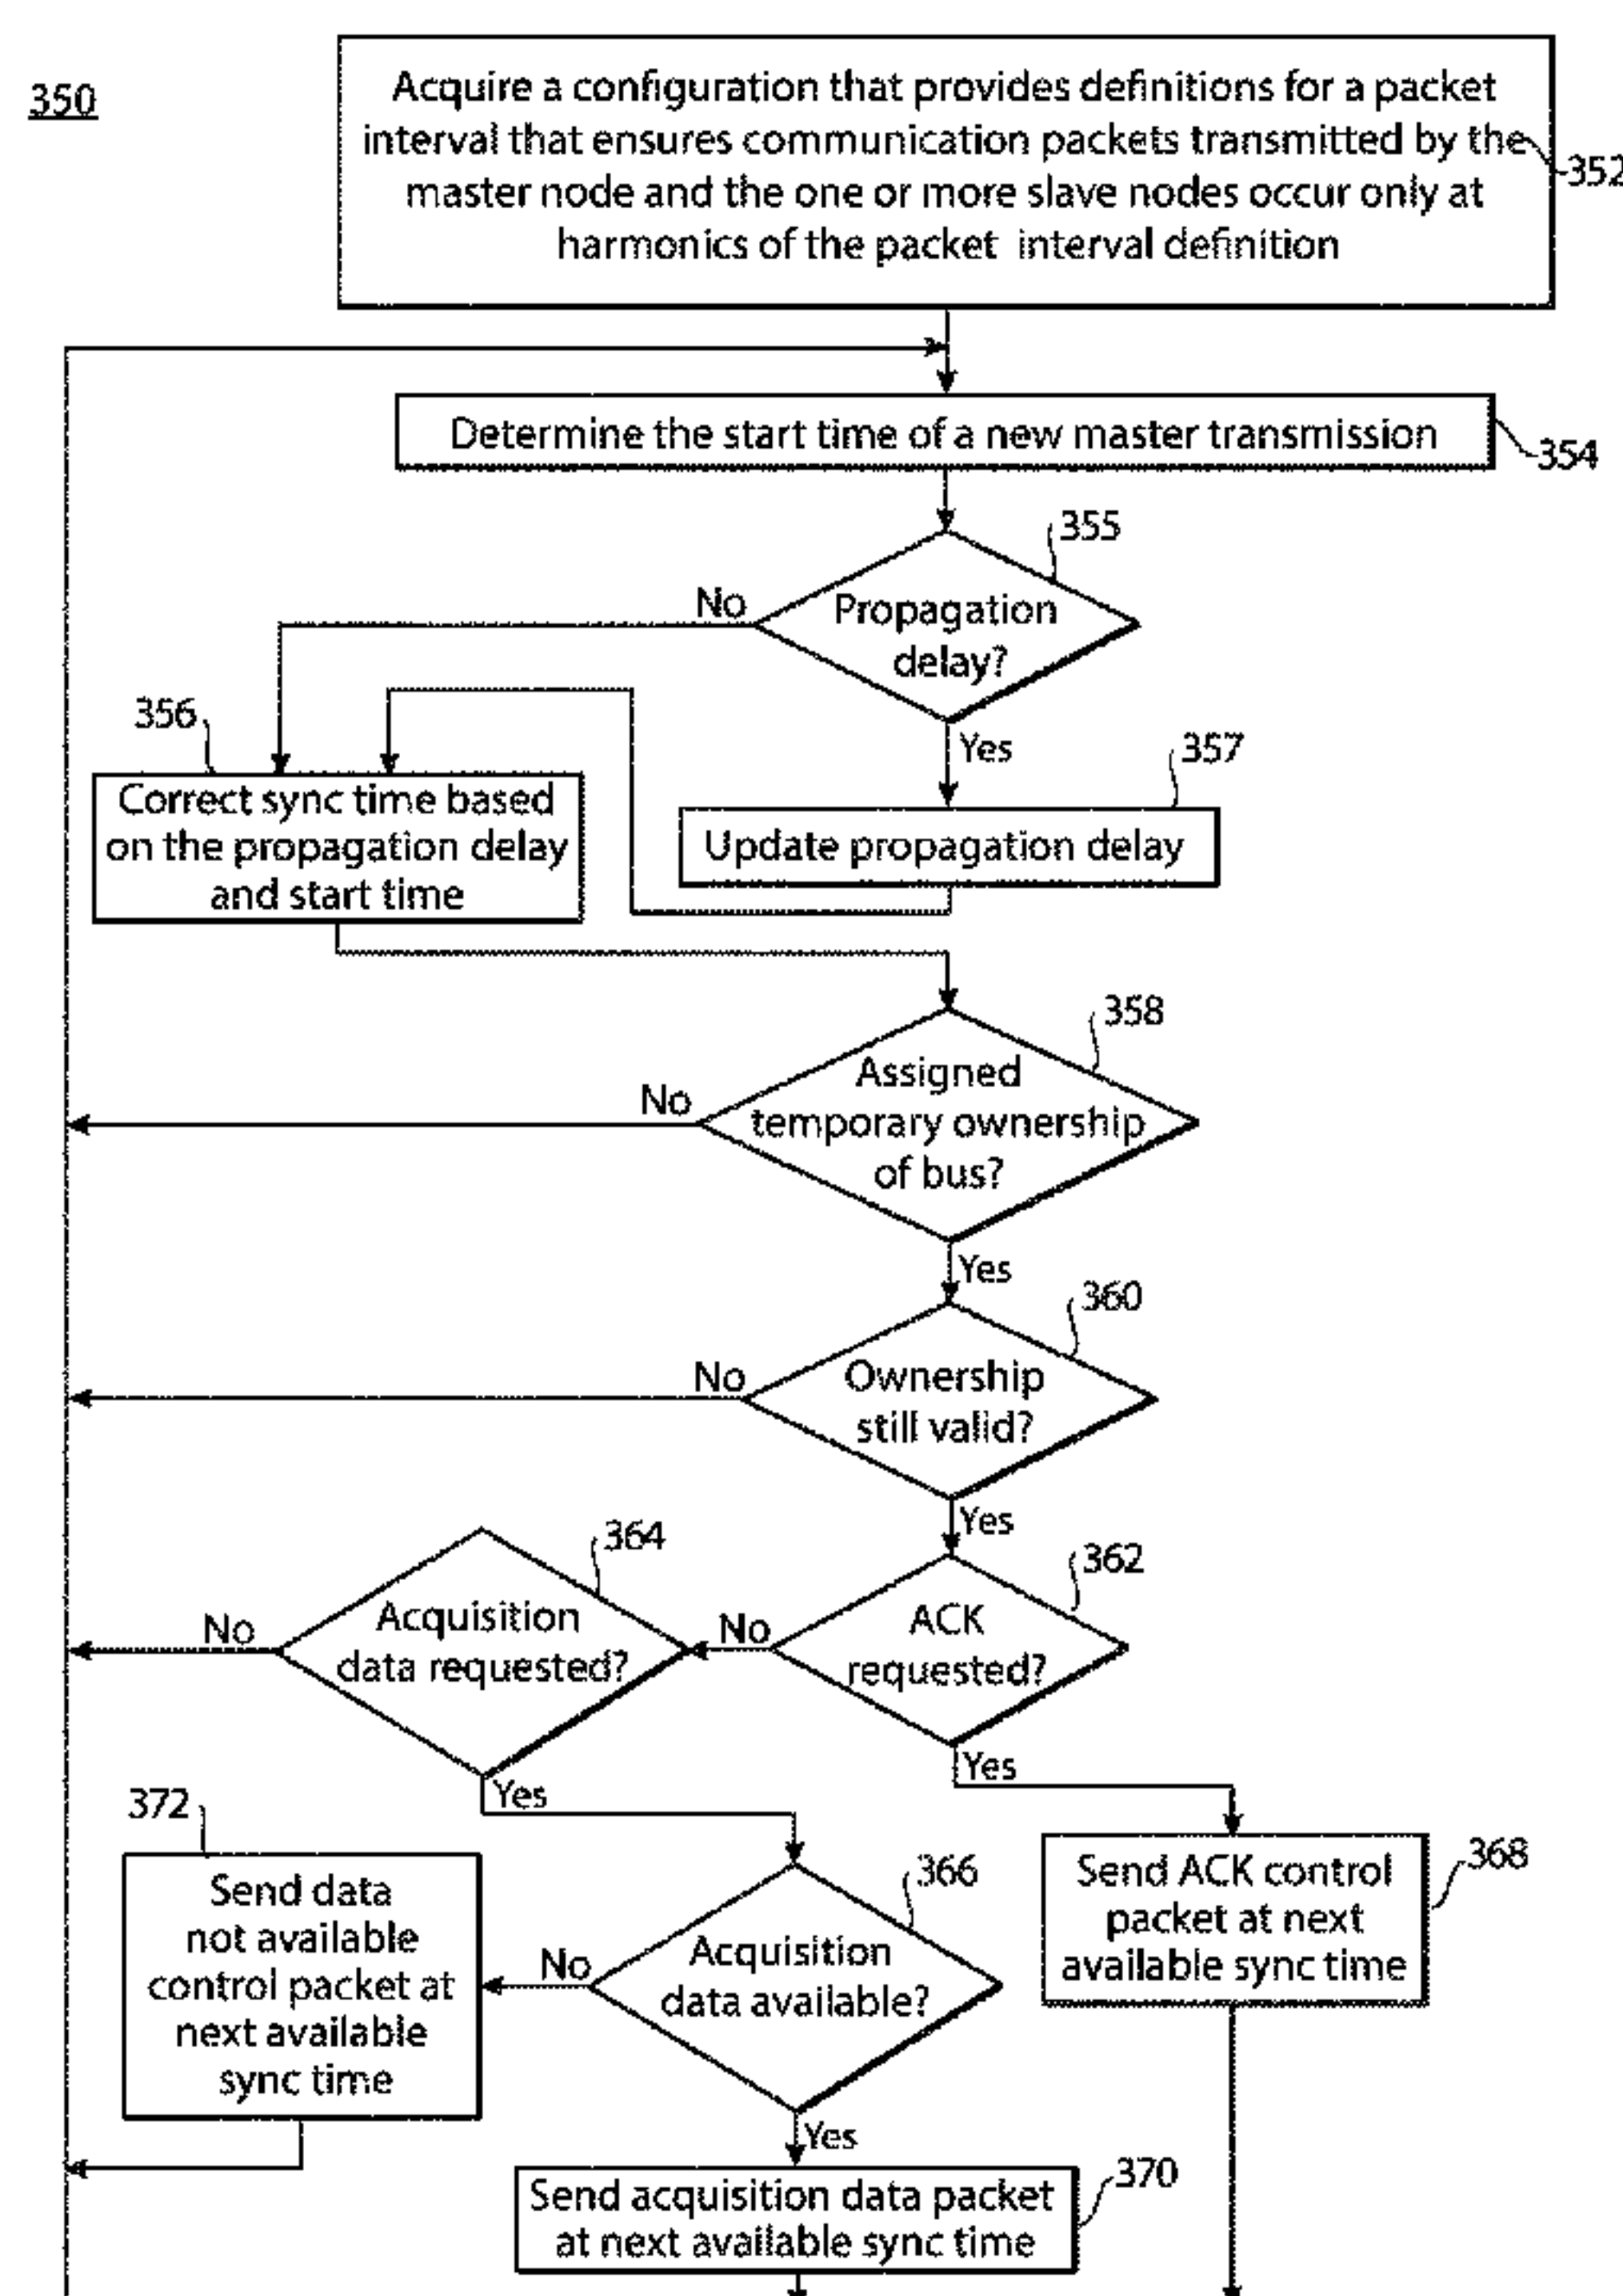 350
Acquire a configuration that provides definitions for a packet
interval that ensures communication packets transmitted by the
master node and the one or more slave nodes occur only at
harmonics of the packet interval definition
352
Determine the start time of a new master transmission
354
355
Propagation
delay?
No
Yes
356
Correct sync time based
on the propagation delay
and start time
357
Update propagation delay
358
Assigned
temporary ownership
of bus?
No
Yes
360
Ownership
still valid?
No
Yes
362
ACK
requested?
No
Yes
364
Acquisition
data requested?
No
Yes
366
Acquisition
data available?
No
Yes
368
Send ACK control
packet at next
available sync time
372
Send data
not available
control packet at
next available
sync time
370
Send acquisition data packet
at next available sync time